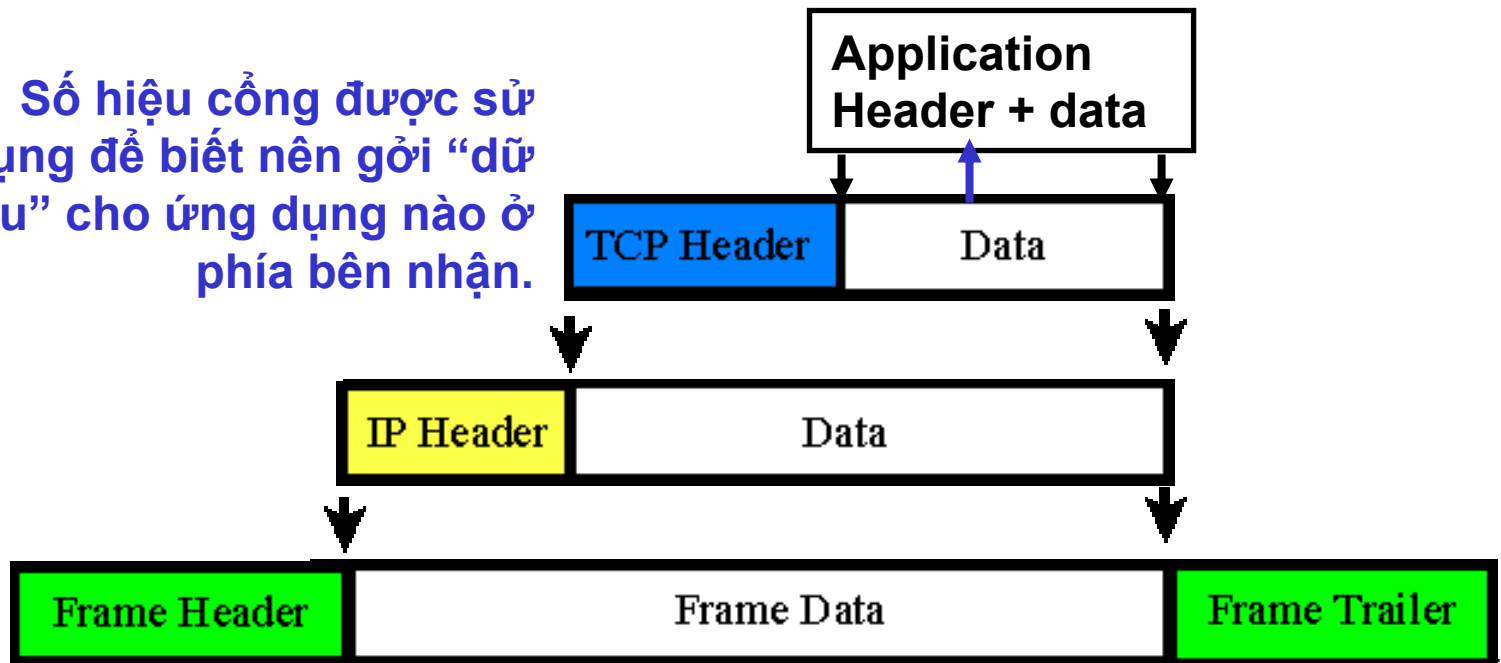 Application
Header + data
Số hiệu cổng được sử
để biết nên gởi “dữ
cho ứng dụng nào ở
phía bên nhận.
TCP Header
Data
IP Header
Data
Frame Header
Frame Data
Frame Trailer